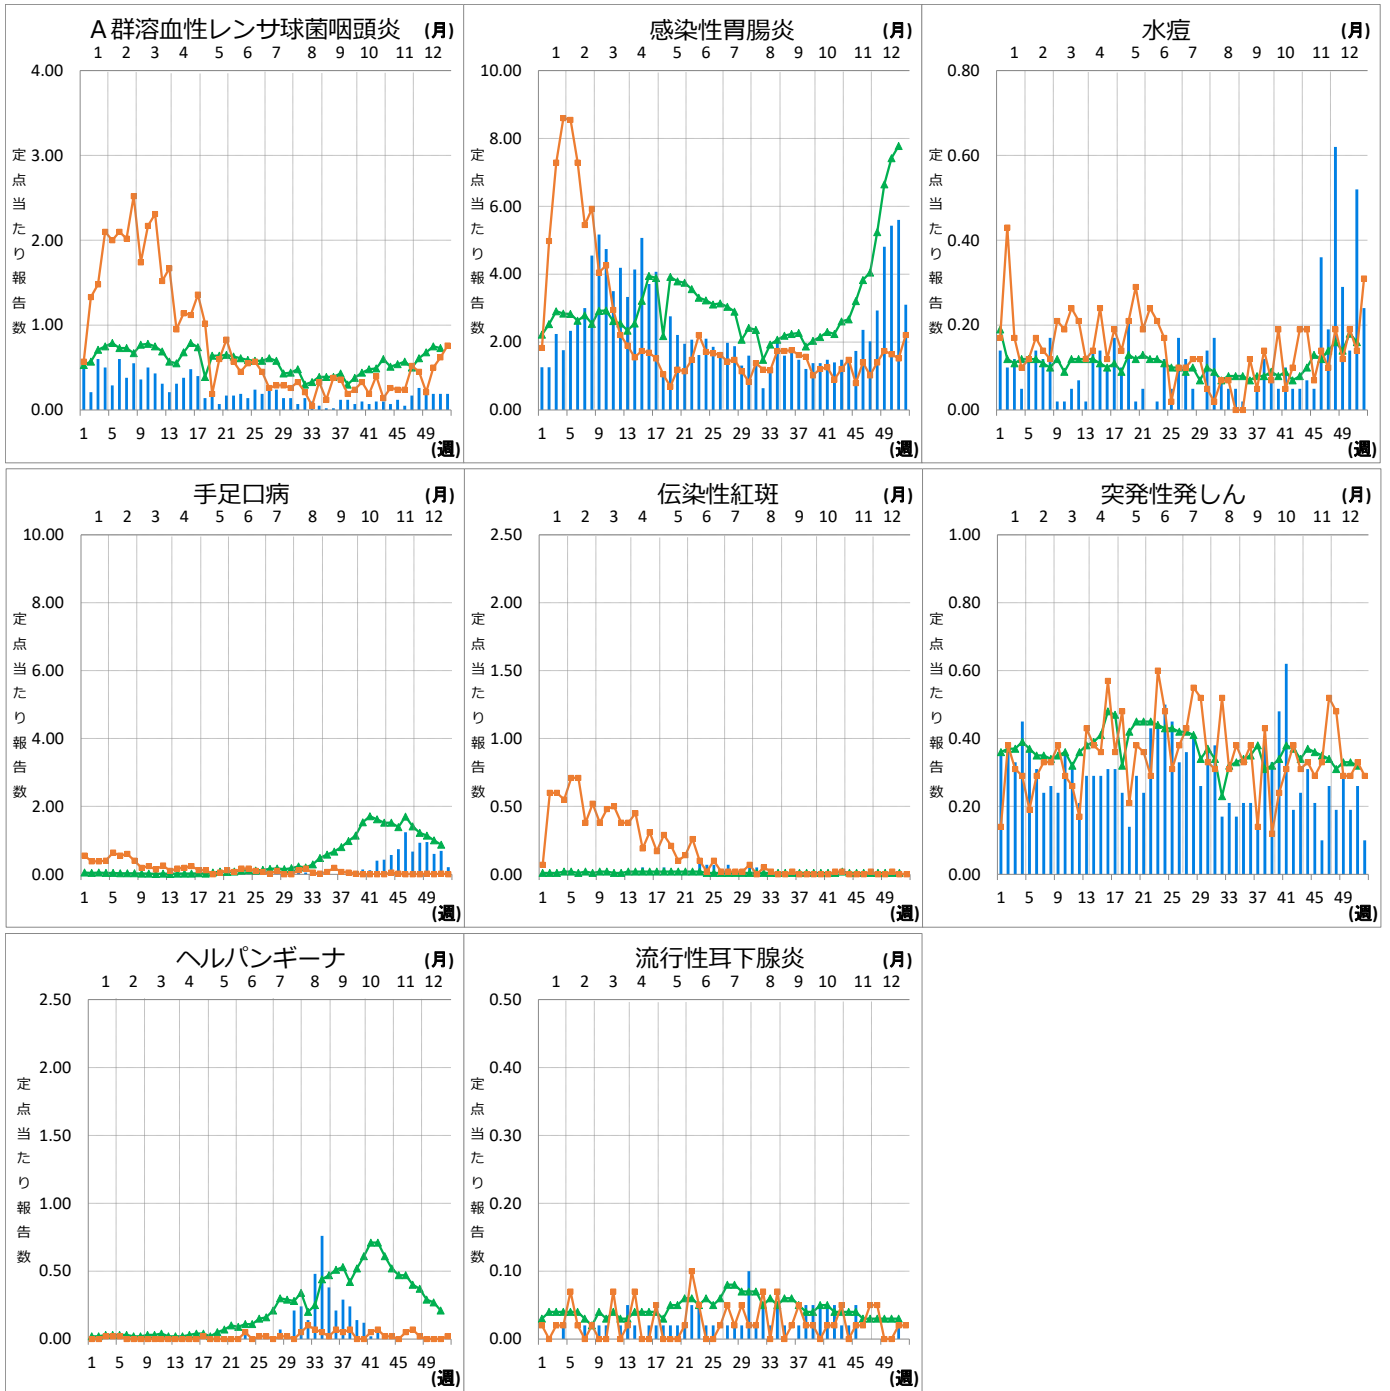 A群溶血性レンサ球菌咽頭炎 (月)
1 2 3 4 5 6 7 8 9 10 11 12
4.00
3.00
2.00
1.00
0.00
定点当たり報告数
1 5 9 13 17 21 25 29 33 37 41 45 49
(週)
感染性胃腸炎 (月)
1 2 3 4 5 6 7 8 9 10 11 12
10.00
8.00
6.00
4.00
2.00
0.00
定点当たり報告数
1 5 9 13 17 21 25 29 33 37 41 45 49
(週)
水痘 (月)
1 2 3 4 5 6 7 8 9 10 11 12
0.80
0.60
0.40
0.20
0.00
定点当たり報告数
1 5 9 13 17 21 25 29 33 37 41 45 49
(週)
手足口病 (月)
1 2 3 4 5 6 7 8 9 10 11 12
10.00
8.00
6.00
4.00
2.00
0.00
定点当たり報告数
1 5 9 13 17 21 25 29 33 37 41 45 49
(週)
伝染性紅斑 (月)
1 2 3 4 5 6 7 8 9 10 11 12
2.50
2.00
1.50
1.00
0.50
0.00
定点当たり報告数
1 5 9 13 17 21 25 29 33 37 41 45 49
(週)
突発性発しん (月)
1 2 3 4 5 6 7 8 9 10 11 12
1.00
0.80
0.60
0.40
0.20
0.00
定点当たり報告数
1 5 9 13 17 21 25 29 33 37 41 45 49
(週)
ヘルパンギーナ (月)
1 2 3 4 5 6 7 8 9 10 11 12
2.50
2.00
1.50
1.00
0.50
0.00
定点当たり報告数
1 5 9 13 17 21 25 29 33 37 41 45 49
(週)
流行性耳下腺炎 (月)
1 2 3 4 5 6 7 8 9 10 11 12
0.50
0.40
0.30
0.20
0.10
0.00
定点当たり報告数
1 5 9 13 17 21 25 29 33 37 41 45 49
(週)